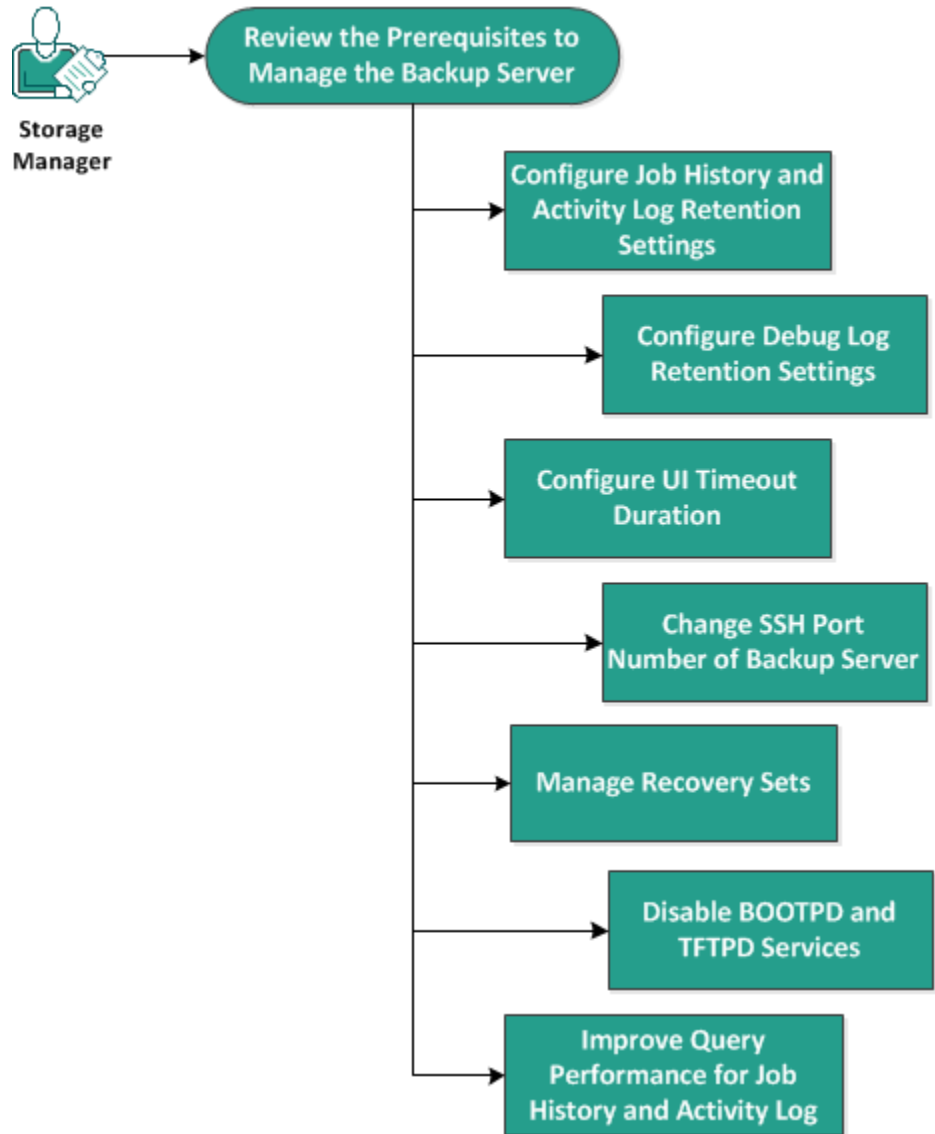 Storage
Manager
Review the Prerequisites to
Manage the Backup Server
Configure Job History and
Activity Log Retention
Settings
Configure Debug Log
Retention Settings
Configure UI Timeout
Duration
Change SSH Port
Number of Backup Server
Manage Recovery Sets
Disable BOOTPD and
TFTPD Services
Improve Query
Performance for Job
History and Activity Log